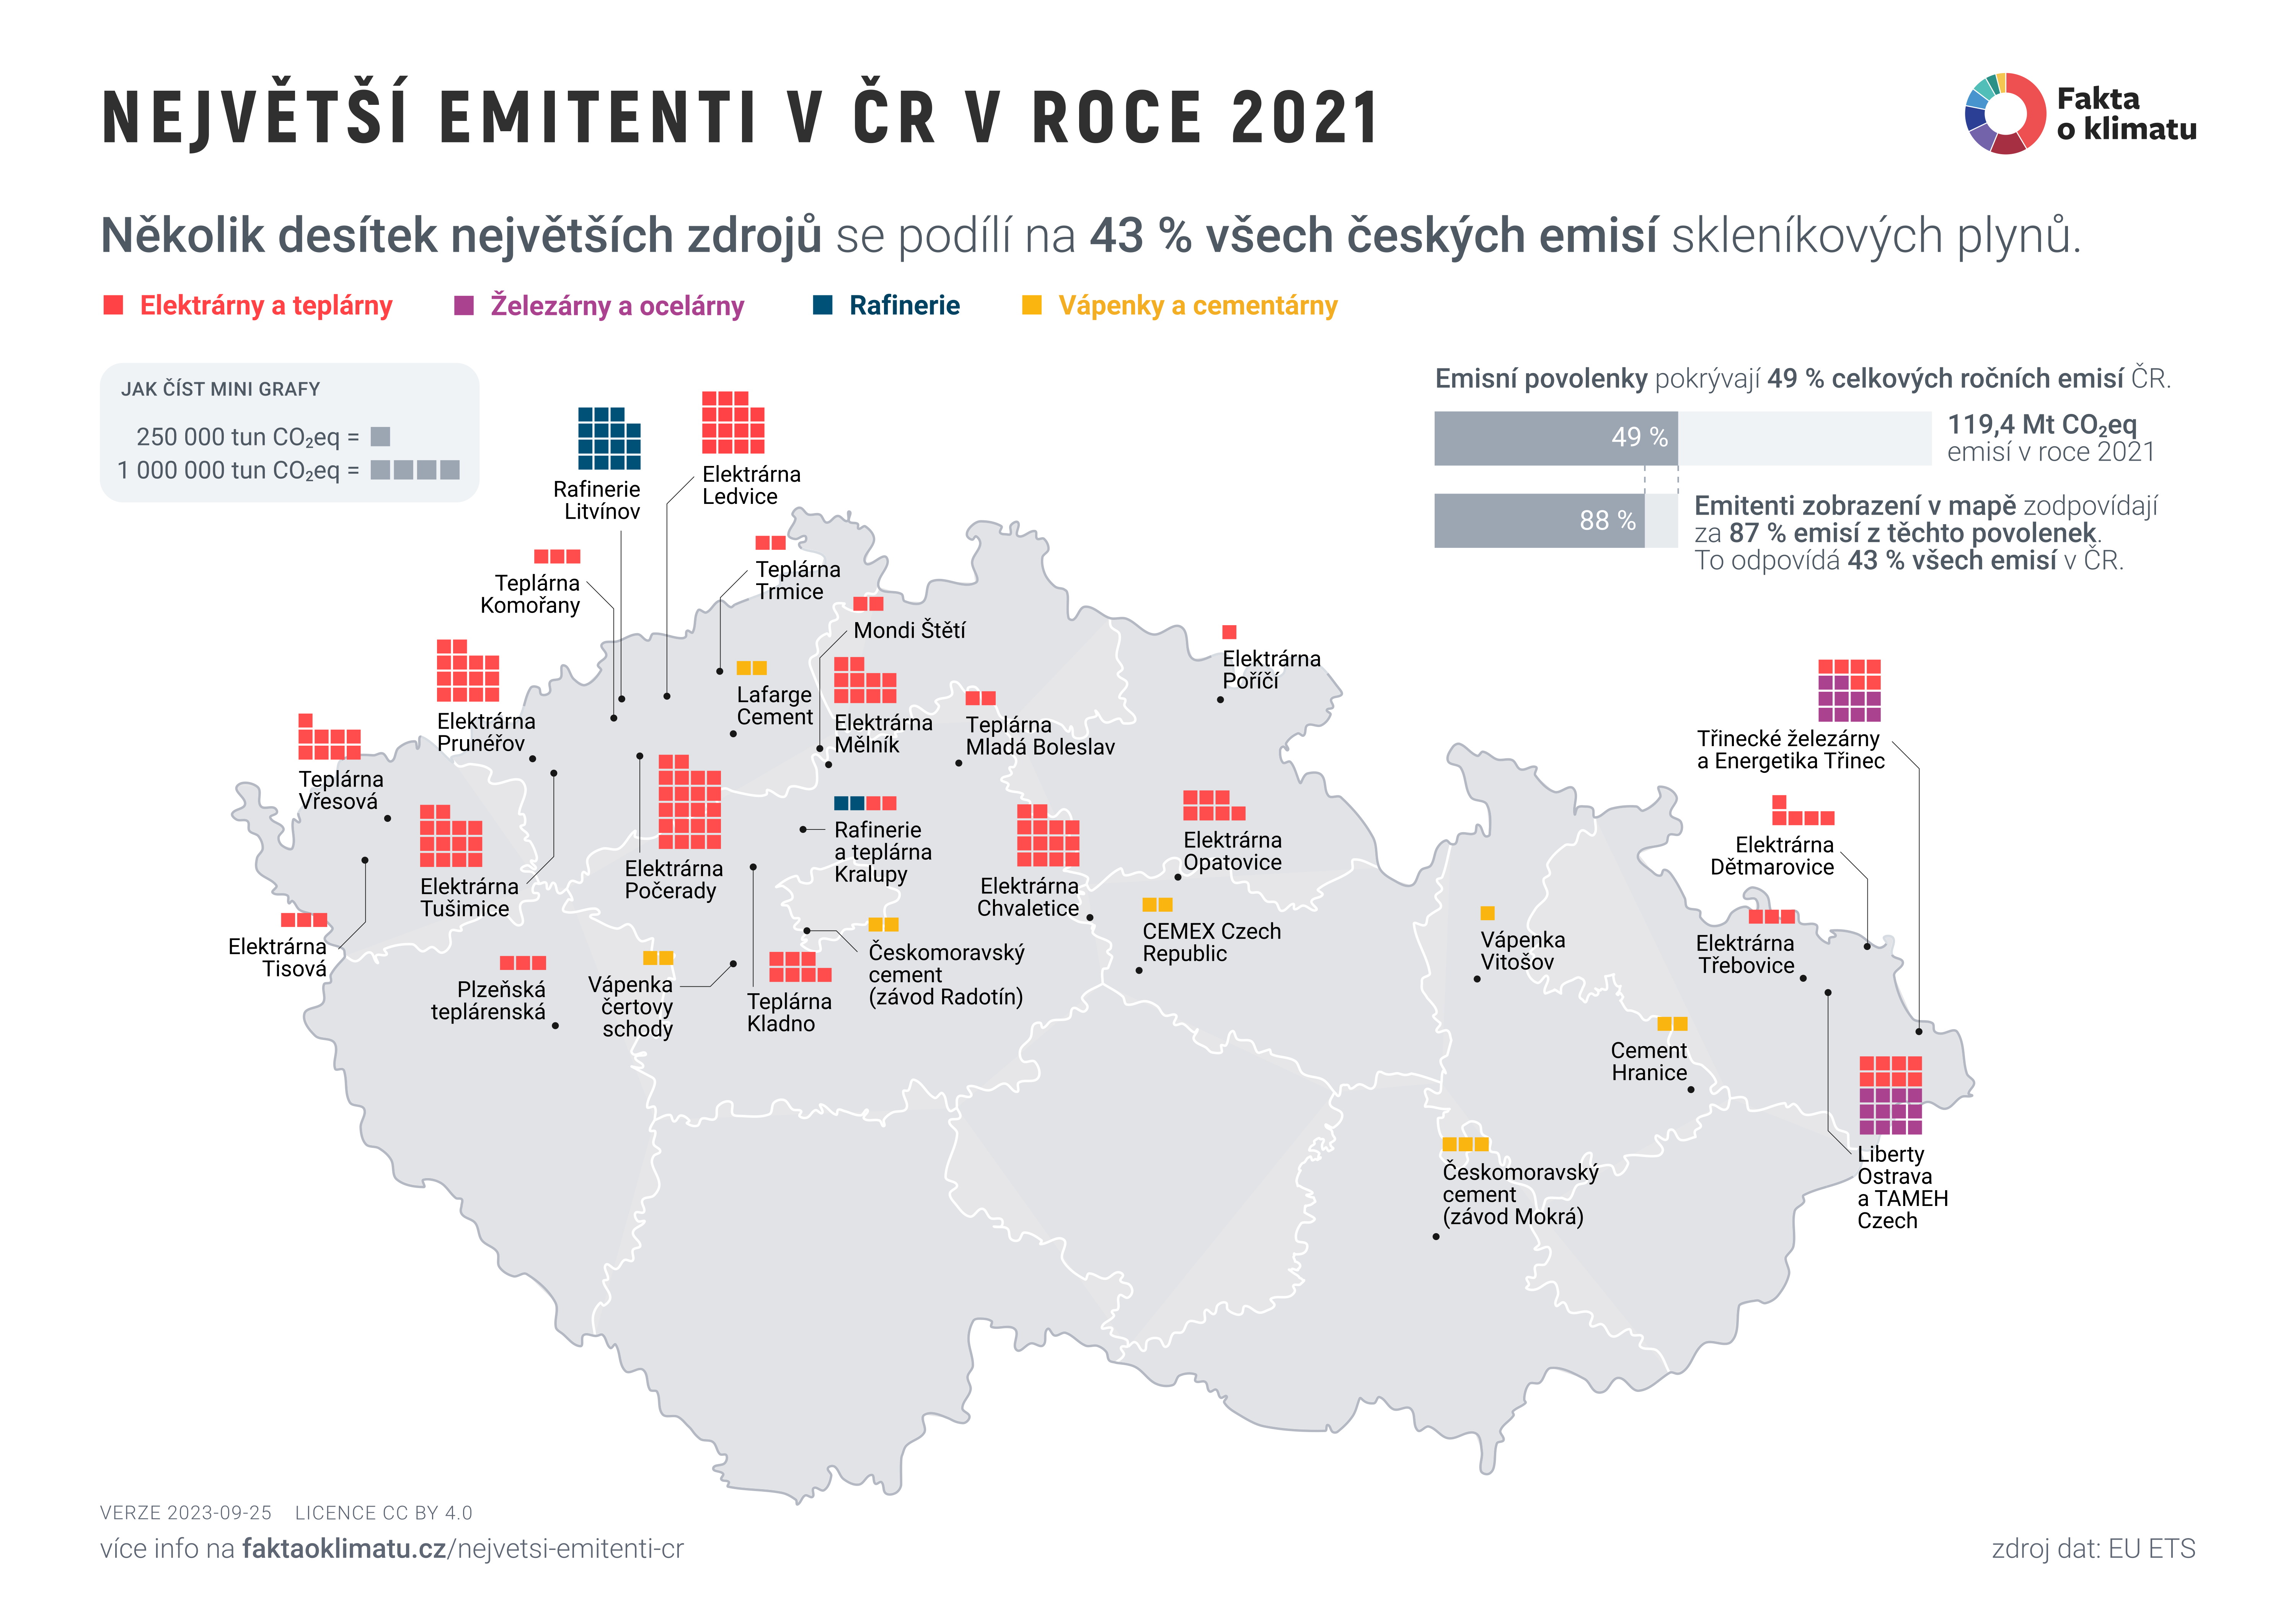 NEJVĚTŠÍ EMITENTI V ČR V ROCE 2021
Fakta
o klimatu
Několik desítek největších zdrojů se podílí na 43 % všech českých emisí skleníkových plynů.
Elektrárny a teplárny
Železárny a ocelárny
Rafinerie
Vápenky a cementárny
JAK ČÍST MINI GRAFY
250 000 tun CO₂eq =
1 000 000 tun CO₂eq =
Emisní povolenky pokrývají 49 % celkových ročních emisí ČR.
49 %
119,4 Mt CO₂eq
emisí v roce 2021
88 %
Emitenti zobrazení v mapě zodpovídají
za 87 % emisí z těchto povolenek.
To odpovídá 43 % všech emisí v ČR.
Rafinerie
Litvínov
Elektrárna
Ledvice
Teplárna
Komořany
Teplárna
Trmice
Mondi Štětí
Elektrárna
Prunéřov
Lafarge
Cement
Elektrárna
Mělník
Teplárna
Mladá Boleslav
Elektrárna
Poříčí
Třinecké železárny
a Energetika Třinec
Teplárna
Vřesová
Elektrárna
Tušimice
Elektrárna
Počerady
Rafinerie
a teplárna
Kralupy
Elektrárna
Chvaletice
Elektrárna
Opatovice
Elektrárna
Dětmarovice
Elektrárna
Tisová
Plzeňská
teplárenská
Vápenka
čertovy
schody
Teplárna
Kladno
Českomoravský
cement
(závod Radotín)
CEMEX Czech
Republic
Vápenka
Vitošov
Elektrárna
Třebovice
Cement
Hranice
Českomoravský
cement
(závod Mokrá)
Liberty
Ostrava
a TAMEH
Czech
VERZE 2023-09-25 LICENCE CC BY 4.0
více info na faktaoklimatu.cz/nejvetsi-emitenti-cr
zdroj dat: EU ETS